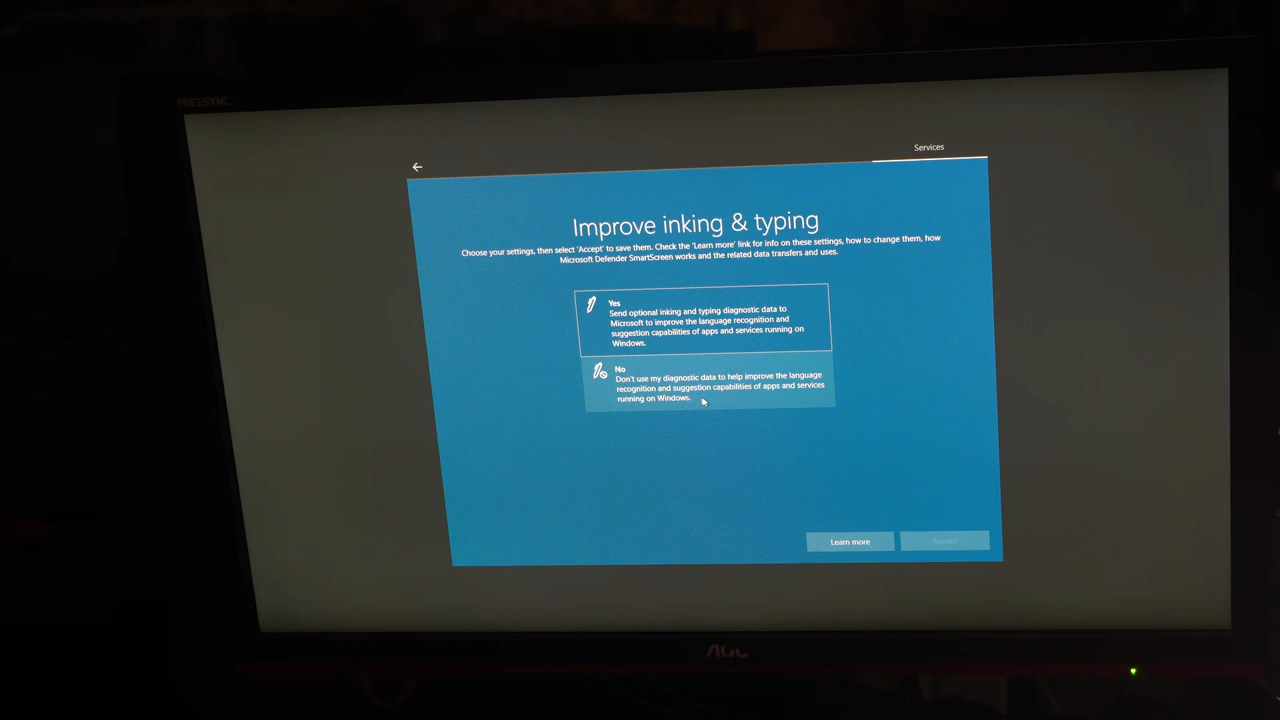 FREESYNC
Services
Improve inking & typing
Choose your settings, then select 'Accept' to save them. Check the 'Learn more' link for info on these settings, how to change them, how
Microsoft Defender SmartScreen works and the related data transfers and uses.
Yes
Send optional inking and typing diagnostic data to
Microsoft to improve the language recognition and
suggestion capabilities of apps and services running on
Windows.
No
Don't use my diagnostic data to help improve the language
recognition and suggestion capabilities of apps and services
running on Windows.
Learn more
Accept
AOC